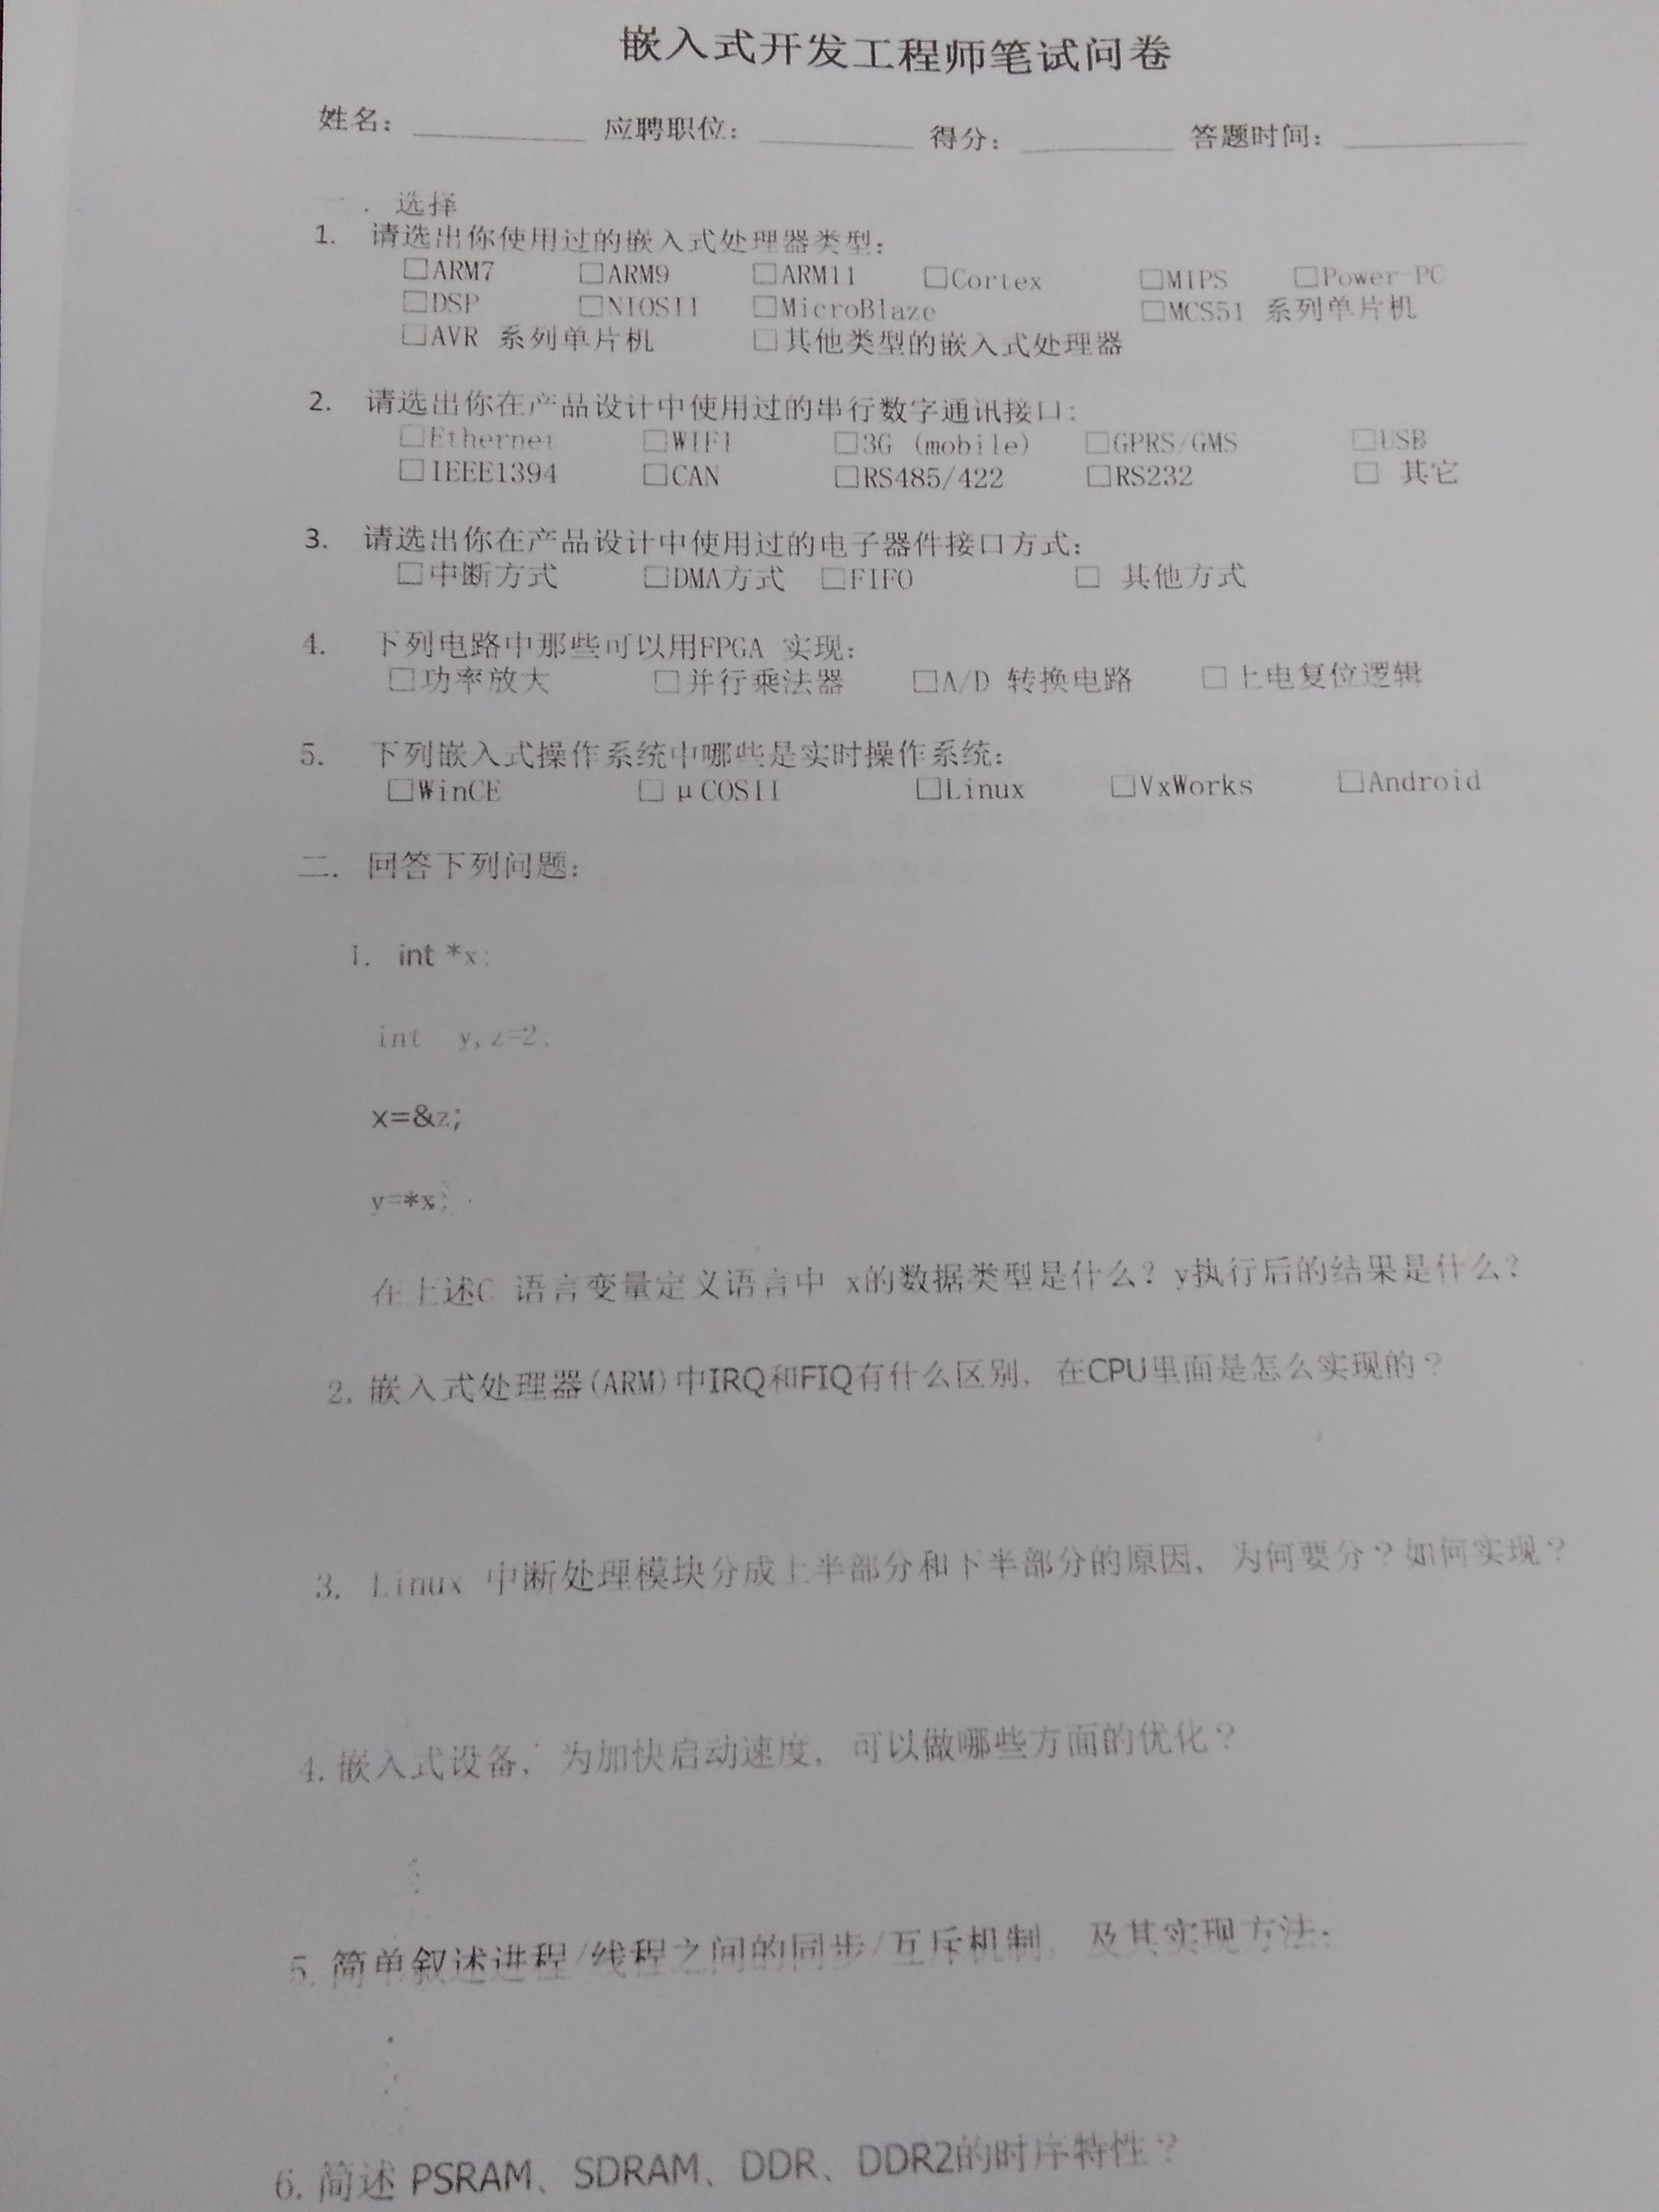 嵌入式开发工程师笔试问卷
姓名： 应聘职位： 得分： 答题时间：
. 选择
1. 请选出你使用过的嵌入式处理器类型：
□ARM7 □ARM9 □ARM11 □Cortex □MIPS □Power-PC
□DSP □NIOSII □MicroBlaze □MCS51 系列单片机
□AVR 系列单片机 □其他类型的嵌入式处理器
2. 请选出你在产品设计中使用过的串行数字通讯接口：
□Ethernet □WIFI □3G (mobile) □GPRS/GMS □USB
□IEEE1394 □CAN □RS485/422 □RS232 □ 其它
3. 请选出你在产品设计中使用过的电子器件接口方式：
□中断方式 □DMA方式 □FIFO □ 其他方式
4. 下列电路中那些可以用FPGA 实现：
□功率放大 □并行乘法器 □A/D 转换电路 □上电复位逻辑
5. 下列嵌入式操作系统中哪些是实时操作系统：
□WinCE □μCOSII □Linux □VxWorks □Android
二. 回答下列问题：
1. int *x;
int y,z=2;
x=&z;
y=*x;
在上述C 语言变量定义语言中 x的数据类型是什么？y执行后的结果是什么？
2. 嵌入式处理器(ARM)中IRQ和FIQ有什么区别，在CPU里面是怎么实现的？
3. Linux 中断处理模块分成上半部分和下半部分的原因，为何要分？如何实现？
4. 嵌入式设备，为加快启动速度，可以做哪些方面的优化？
5. 简单叙述进程/线程之间的同步/互斥机制，及其实现方法。
6. 简述 PSRAM、SDRAM、DDR、DDR2的时序特性？